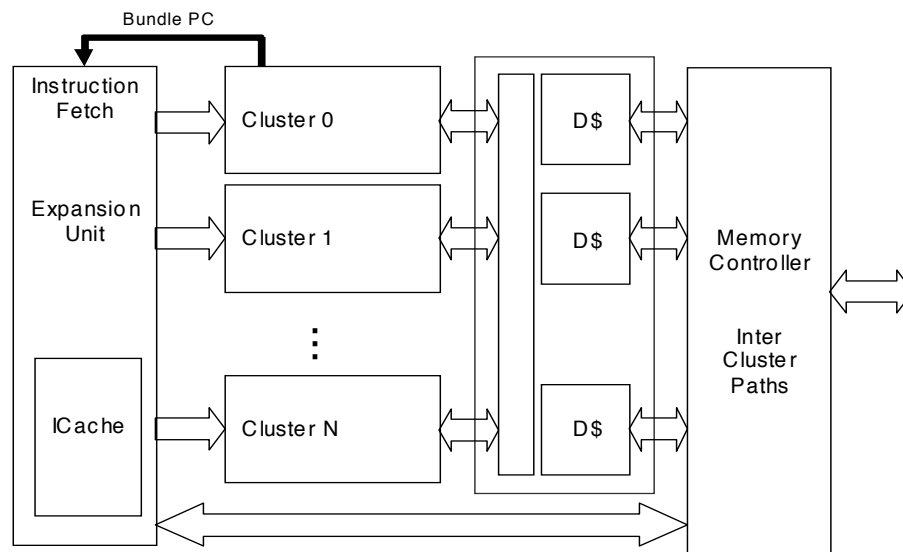 Bundle PC
Instruction
Fetch
Expansion
Unit
ICache
Cluster 0
Cluster 1
⋮
Cluster N
D$
D$
D$
Memory
Controller
Inter
Cluster
Paths